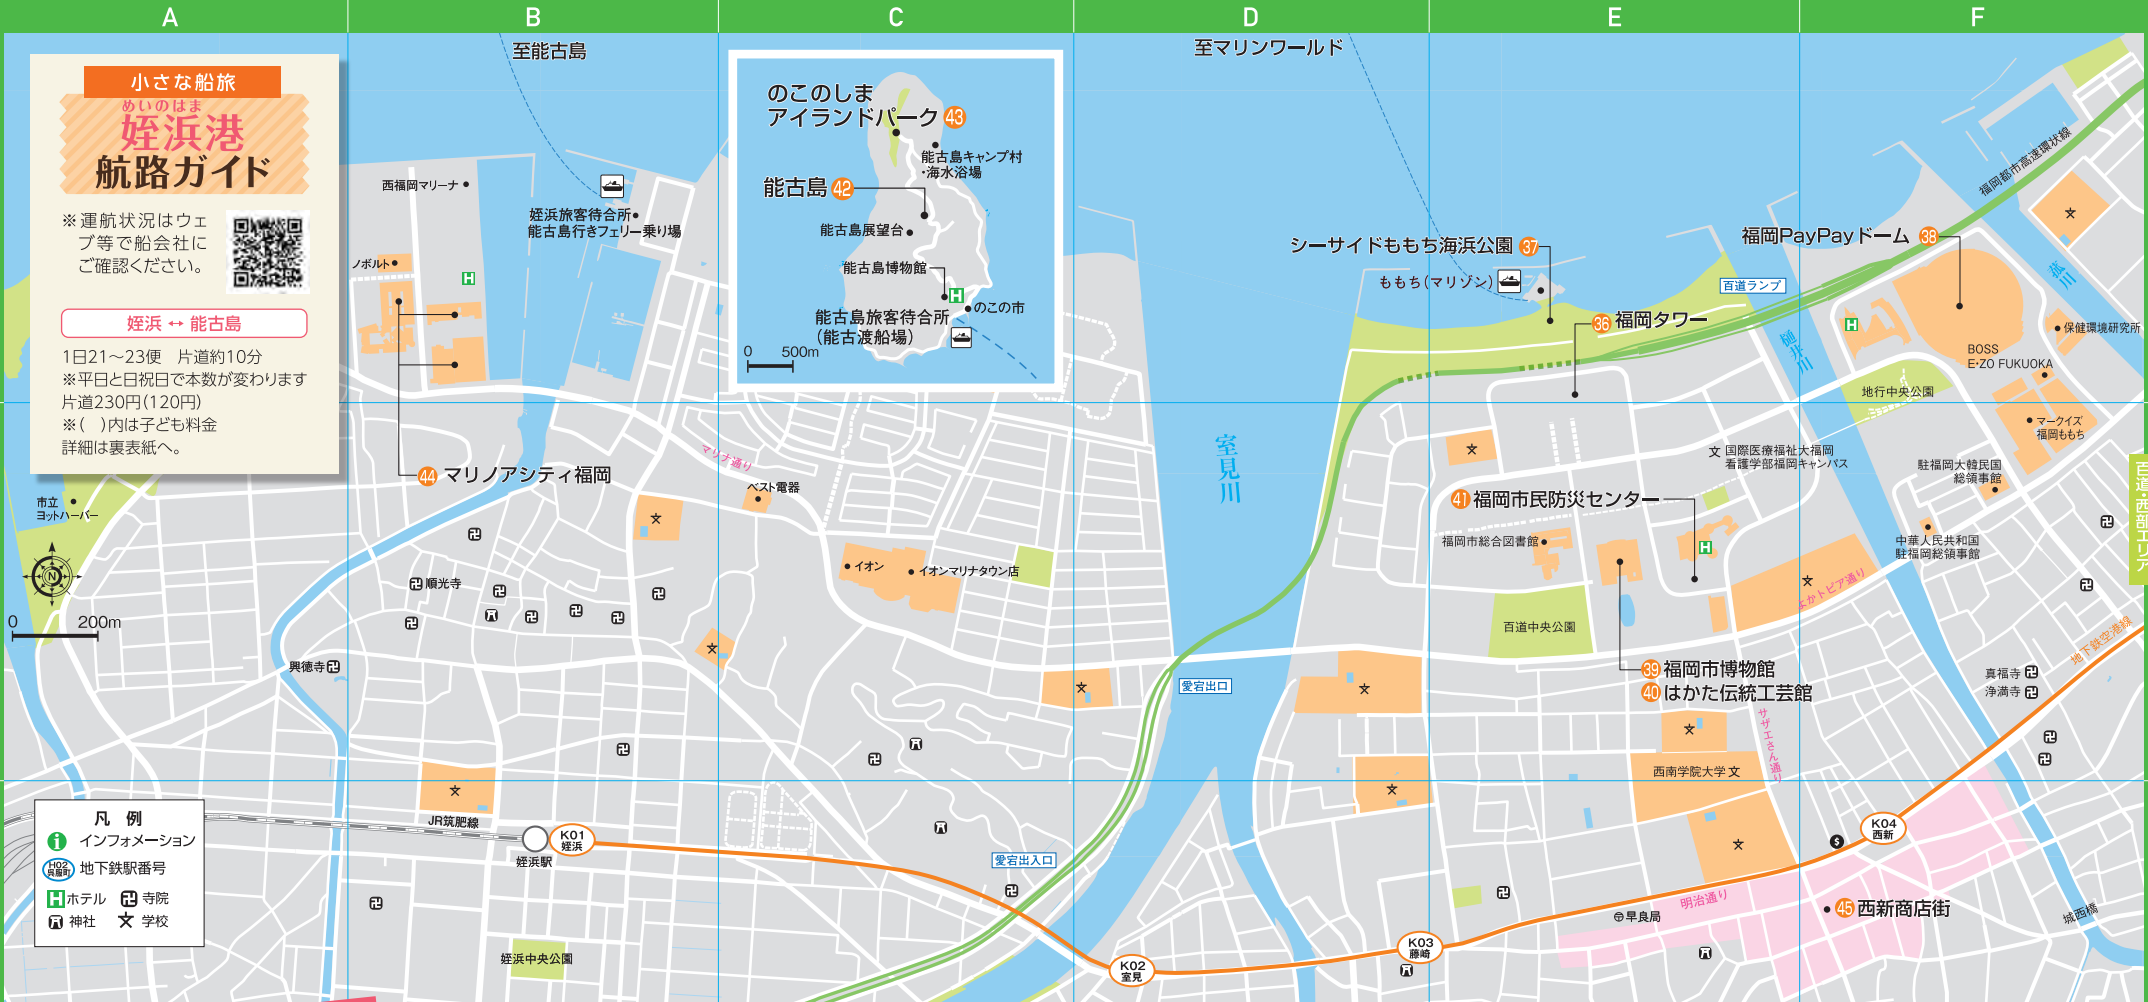 A
B
C
D
E
F
小さな船旅
めいのはま
姪浜港
航路ガイド
※運航状況はウェ
ブ等で船会社に
ご確認ください。
姪浜 ↔ 能古島
1日21～23便　片道約10分
※平日と日祝日で本数が変わります
片道230円(120円)
※(　)内は子ども料金
詳細は裏表紙へ。
至能古島
西福岡マリーナ
姪浜旅客待合所
能古島行きフェリー乗り場
ノボルト
H
44 マリノアシティ福岡
のこのしま
アイランドパーク 43
能古島キャンプ村
・海水浴場
能古島 42
能古島展望台
能古島博物館
H
のこの市
能古島旅客待合所
(能古渡船場)
0 500m
至マリンワールド
シーサイドももち海浜公園 37
ももち(マリゾン)
36 福岡タワー
百道ランプ
福岡PayPayドーム 38
福岡都市高速環状線
菰川
樋井川
H
保健環境研究所
BOSS
E・ZO FUKUOKA
地行中央公園
マークイズ
福岡ももち
市立
ヨットハーバー
N
0 200m
マリナ通り
ベスト電器
イオン
イオンマリナタウン店
順光寺
興徳寺
室見川
国際医療福祉大福岡
看護学部福岡キャンパス
駐福岡大韓民国
総領事館
41 福岡市民防災センター
福岡市総合図書館
H
中華人民共和国
駐福岡総領事館
よかトピア通り
百道中央公園
39 福岡市博物館
40 はかた伝統工芸館
百道・西部エリア
地下鉄空港線
真福寺
浄満寺
愛宕出口
サザエさん通り
西南学院大学
凡 例
インフォメーション
H02
呉服町
地下鉄駅番号
H ホテル
寺院
神社
学校
JR筑肥線
K01
姪浜
姪浜駅
姪浜中央公園
愛宕出入口
K02
室見
K03
藤崎
K04
西新
明治通り
早良局
45 西新商店街
城西橋